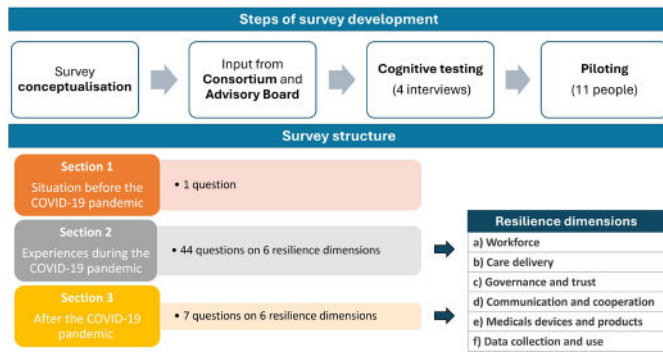 Steps of survey development
Survey
conceptualisation
Input from
Consortium and
Advisory Board
Cognitive testing
(4 interviews)
Piloting
(11 people)
Survey structure
Section 1
Situation before the
COVID-19 pandemic
• 1 question
Section 2
Experiences during the
COVID-19 pandemic
• 44 questions on 6 resilience dimensions
Section 3
After the COVID-19
pandemic
• 7 questions on 6 resilience dimensions
Resilience dimensions
a) Workforce
b) Care delivery
c) Governance and trust
d) Communication and cooperation
e) Medicals devices and products
f) Data collection and use